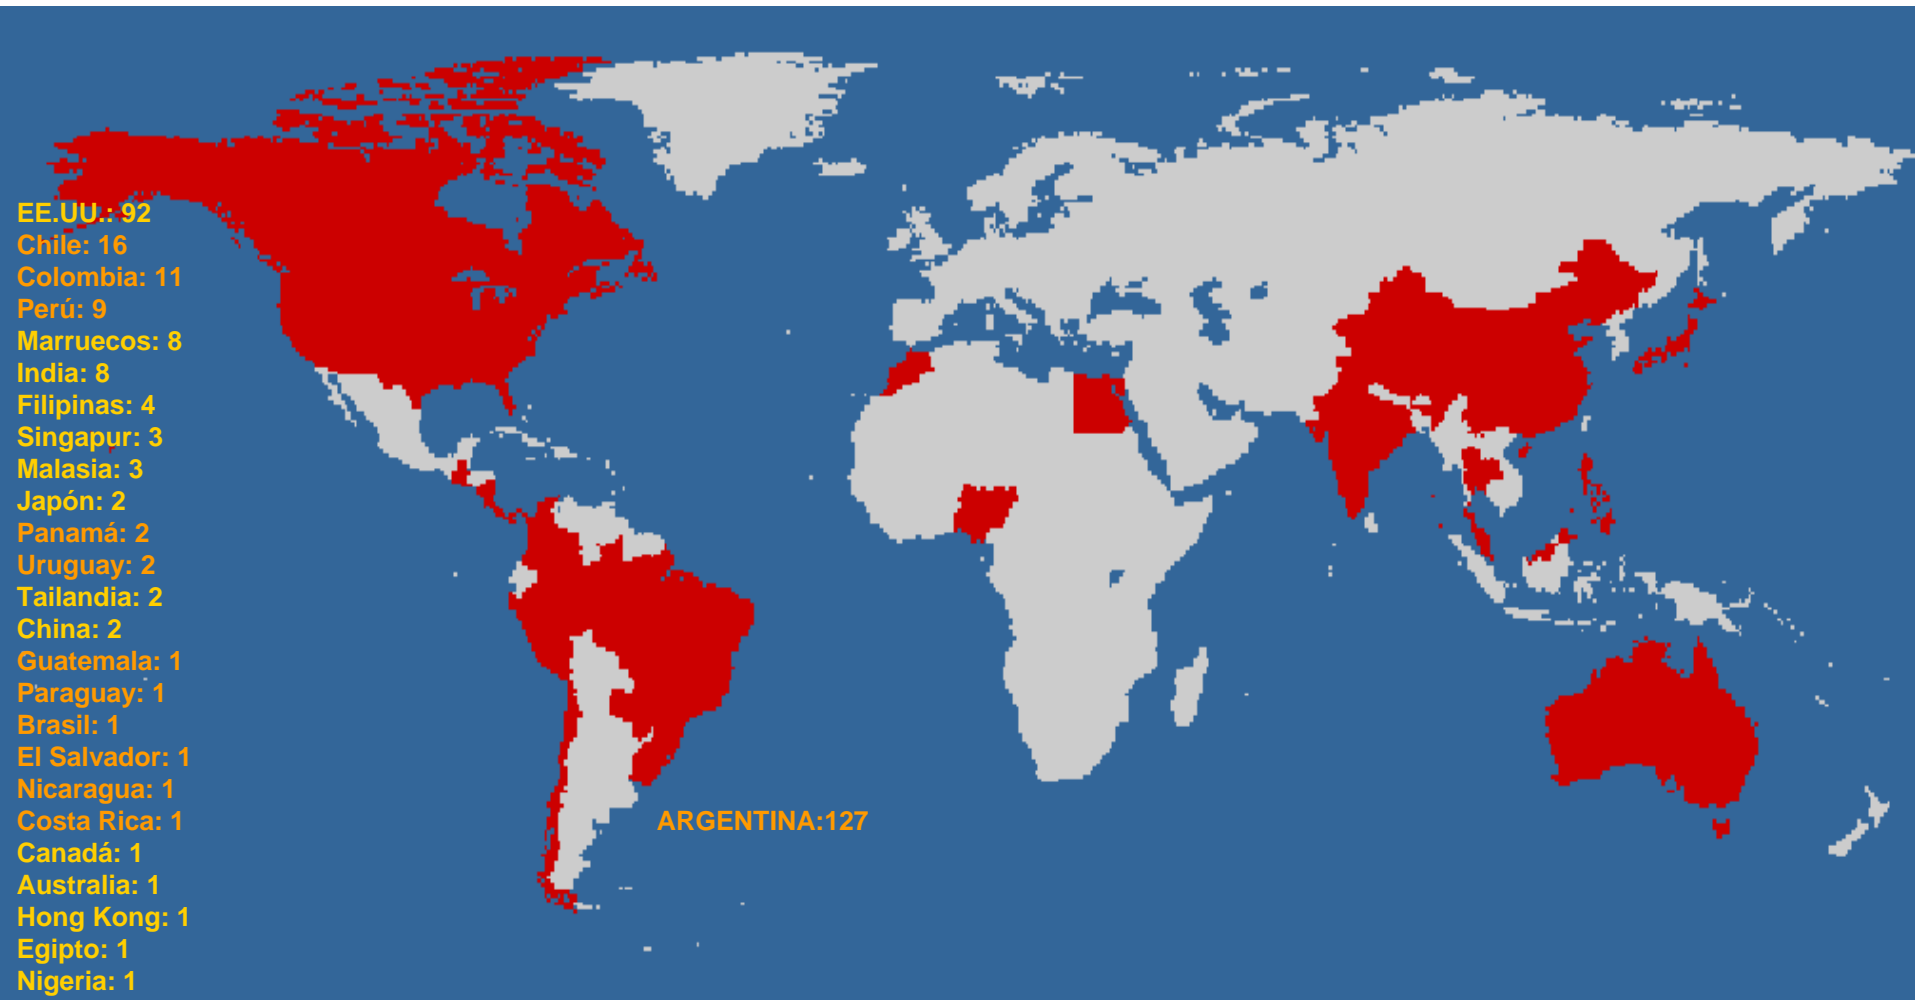 EE.UU.: 92
Chile: 16
Colombia: 11
Perú: 9
Marruecos: 8
India: 8
Filipinas: 4
Singapur: 3
Malasia: 3
Japón: 2
Panamá: 2
Uruguay: 2
Tailandia: 2
China: 2
Guatemala: 1
Paraguay: 1
Brasil: 1
El Salvador: 1
Nicaragua: 1
Costa Rica: 1
ARGENTINA:127
Canadá: 1
Australia: 1
Hong Kong: 1
Egipto: 1
Nigeria: 1